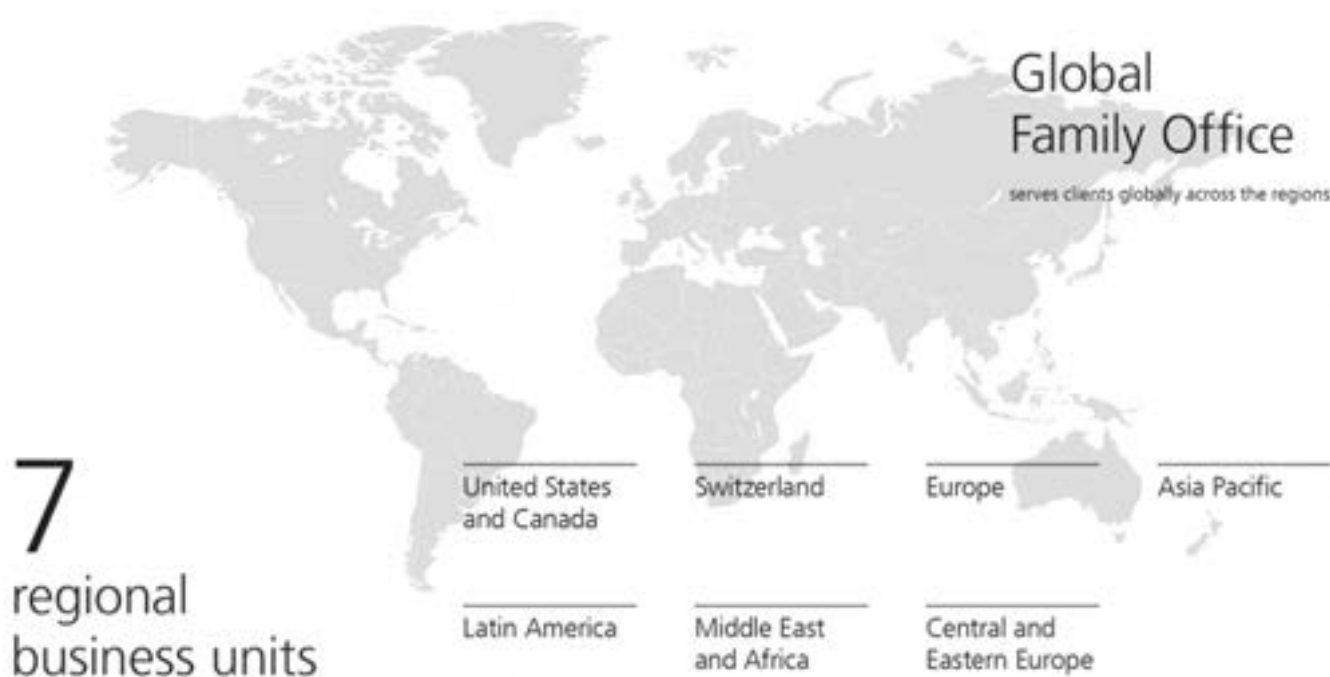 Global
Family Office
serves clients globally across the regions
7
regional
business units
United States
and Canada
Switzerland
Europe
Asia Pacific
Latin America
Middle East
and Africa
Central and
Eastern Europe